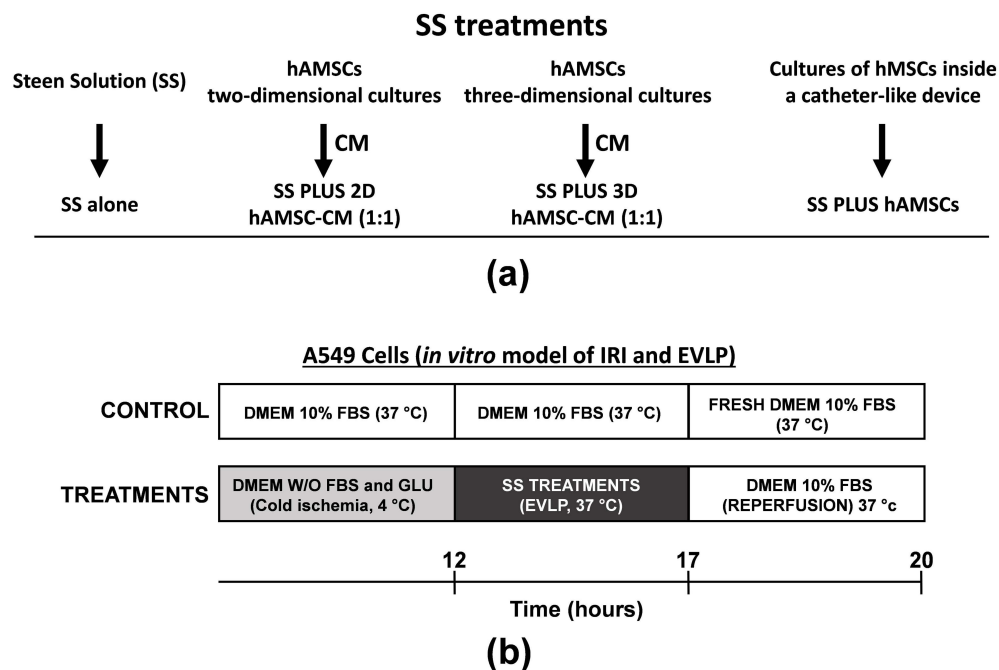 SS treatments
Steen Solution (SS)
hAMSCs
two-dimensional cultures
hAMSCs
three-dimensional cultures
Cultures of hMSCs inside
a catheter-like device
CM
CM
SS alone
SS PLUS 2D
hAMSC-CM (1:1)
SS PLUS 3D
hAMSC-CM (1:1)
SS PLUS hAMSCs
(a)
A549 Cells (in vitro model of IRI and EVLP)
CONTROL
DMEM 10% FBS (37 °C)
DMEM 10% FBS (37 °C)
FRESH DMEM 10% FBS
(37 °C)
TREATMENTS
DMEM W/O FBS and GLU
(Cold ischemia, 4 °C)
SS TREATMENTS
(EVLP, 37 °C)
DMEM 10% FBS
(REPERFUSION) 37 °c
12
17
20
Time (hours)
(b)